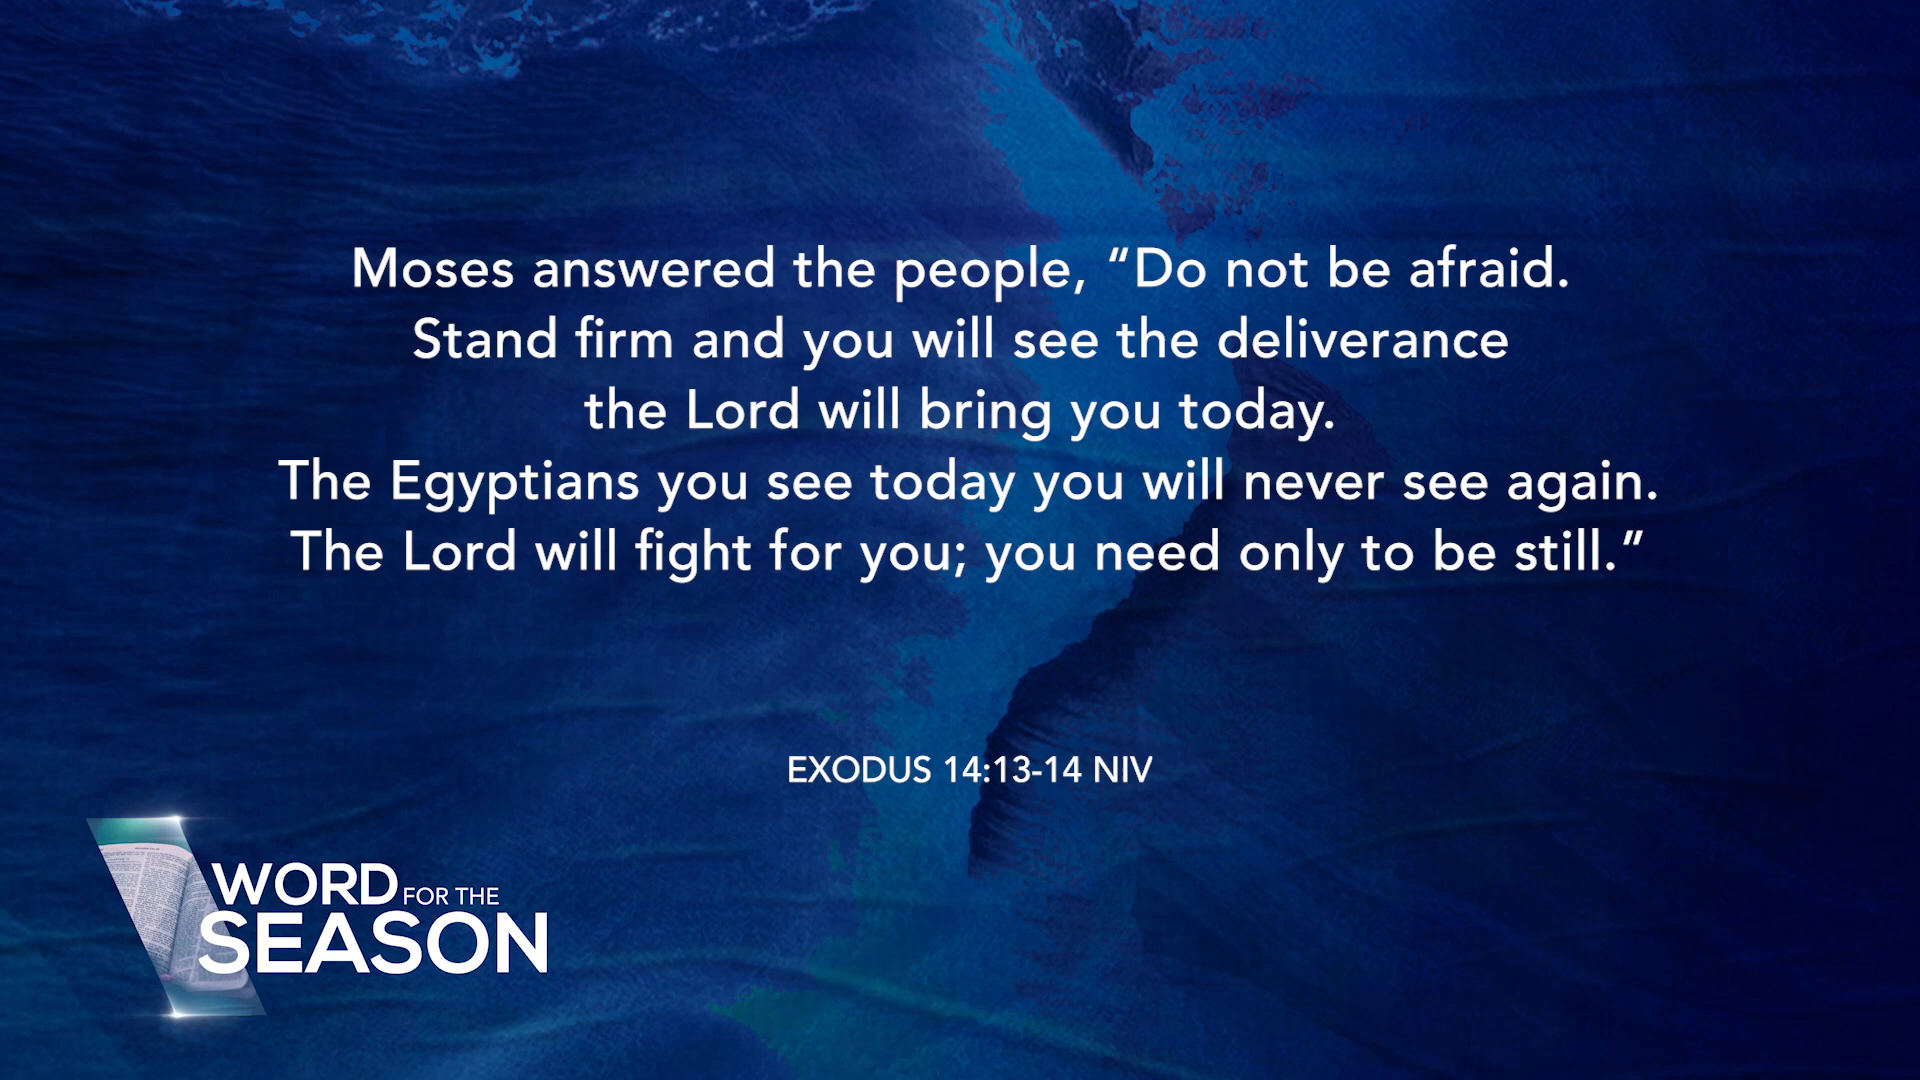 Moses answered the people, “Do not be afraid.
Stand firm and you will see the deliverance
the Lord will bring you today.
The Egyptians you see today you will never see again.
The Lord will fight for you; you need only to be still.”
EXODUS 14:13-14 NIV
WORD FOR THE
SEASON